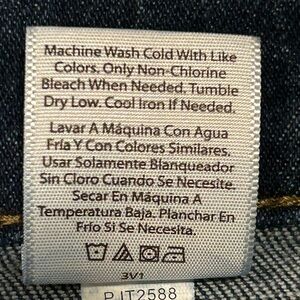 Machine Wash Cold With Like
Colors. Only Non-Chlorine
Bleach When Needed. Tumble
Dry Low. Cool Iron If Needed.
Lavar A Máquina Con Agua
Fría Y Con Colores Similares.
Usar Solamente Blanqueador
Sin Cloro Cuando Se Necesite.
Secar En Máquina A
Temperatura Baja. Planchar En
Frío Si Se Necesita.
3V1
PJT2588